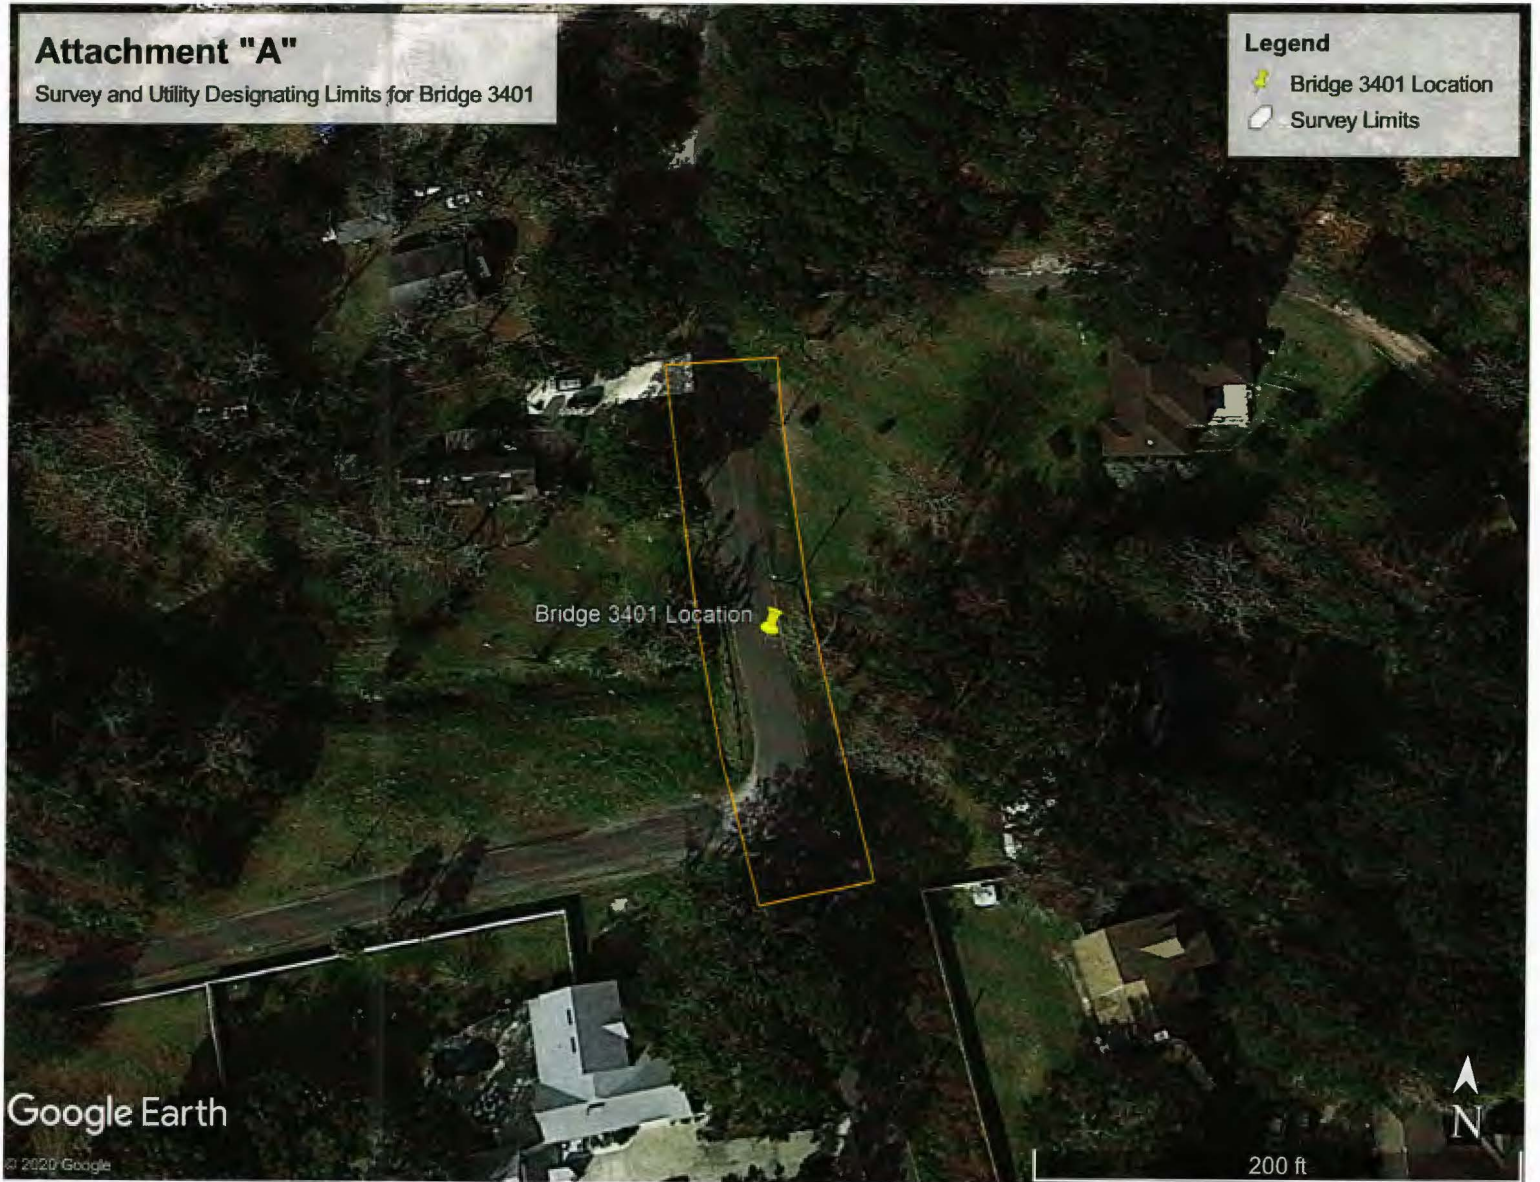 Attachment "A"
Survey and Utility Designating Limits for Bridge 3401
Legend
Bridge 3401 Location
Survey Limits
Bridge 3401 Location
Google Earth
© 2020 Google
N
200 ft